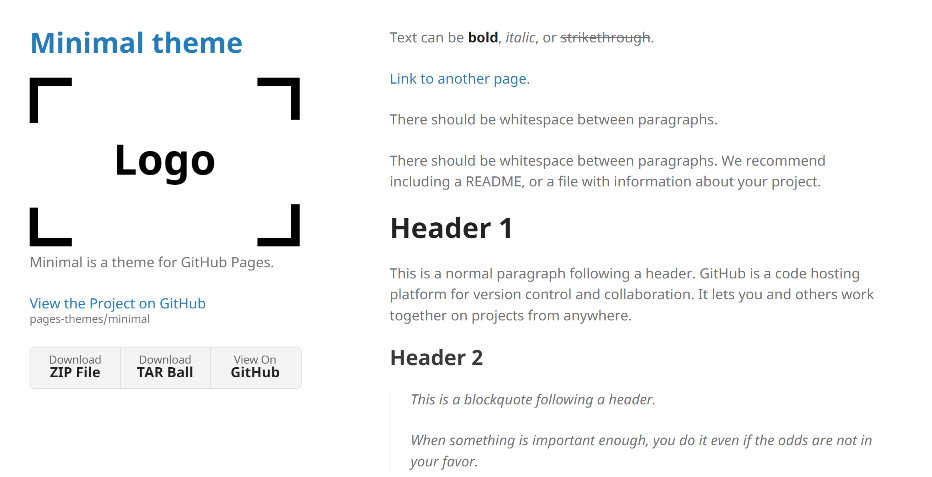 Minimal theme
Logo
Minimal is a theme for GitHub Pages.
View the Project on GitHub
pages-themes/minimal
Download
ZIP File
Download
TAR Ball
View On
GitHub
Text can be bold, italic, or strikethrough.
Link to another page.
There should be whitespace between paragraphs.
There should be whitespace between paragraphs. We recommend
including a README, or a file with information about your project.
Header 1
This is a normal paragraph following a header. GitHub is a code hosting
platform for version control and collaboration. It lets you and others work
together on projects from anywhere.
Header 2
This is a blockquote following a header.
When something is important enough, you do it even if the odds are not in
your favor.